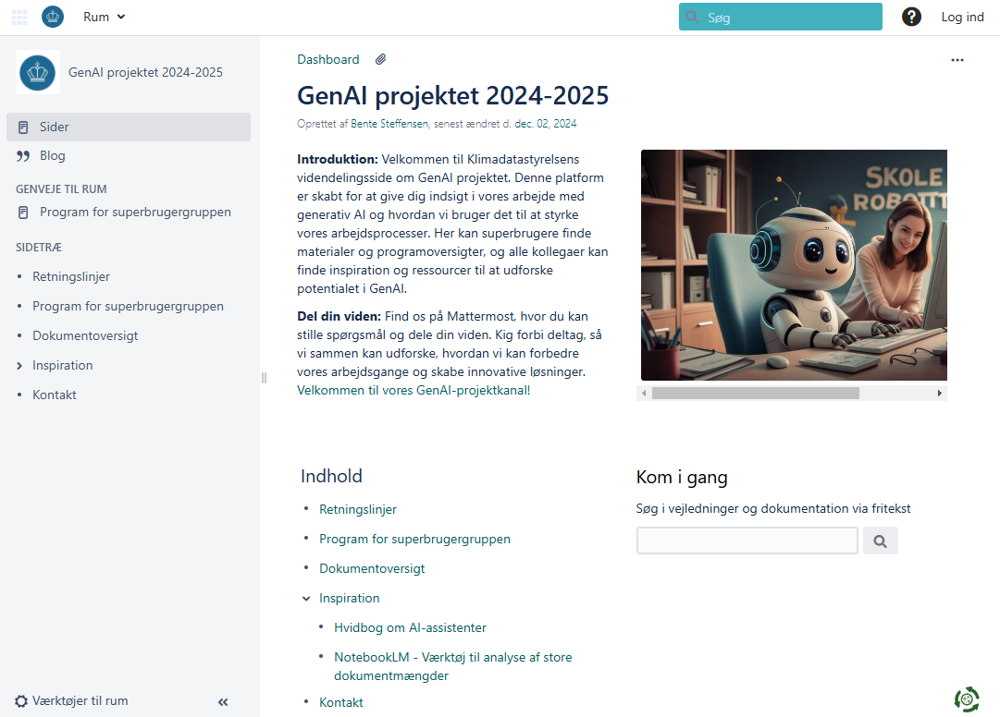 Rum
Søg
Log ind
GenAI projektet 2024-2025
Sider
Blog
GENVEJE TIL RUM
Program for superbrugergruppen
SIDETRÆ
Retningslinjer
Program for superbrugergruppen
Dokumentoversigt
Inspiration
Kontakt
Værktøjer til rum
Dashboard
GenAI projektet 2024-2025
Oprettet af Bente Steffensen, senest ændret d. dec. 02, 2024
Introduktion: Velkommen til Klimadatastyrelsens
videndelingsside om GenAI projektet. Denne platform
er skabt for at give dig indsigt i vores arbejde med
generativ AI og hvordan vi bruger det til at styrke
vores arbejdsprocesser. Her kan superbrugere finde
materialer og programoversigter, og alle kollegaer kan
finde inspiration og ressourcer til at udforske
potentialet i GenAI.
Del din viden: Find os på Mattermost, hvor du kan
stille spørgsmål og dele din viden. Kig forbi deltag, så
vi sammen kan udforske, hvordan vi kan forbedre
vores arbejdsgange og skabe innovative løsninger.
Velkommen til vores GenAI-projektkanal!
SKOLE
ROBOTTT
Indhold
Retningslinjer
Program for superbrugergruppen
Dokumentoversigt
Inspiration
Hvidbog om AI-assistenter
NotebookLM - Værktøj til analyse af store
dokumentmængder
Kontakt
Kom i gang
Søg i vejledninger og dokumentation via fritekst